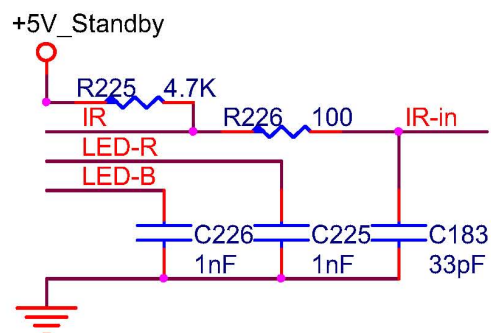 +5V_Standby
R225 4.7K
IR R226 100 IR-in
LED-R
LED-B
C226 C225 C183
1nF 1nF 33pF